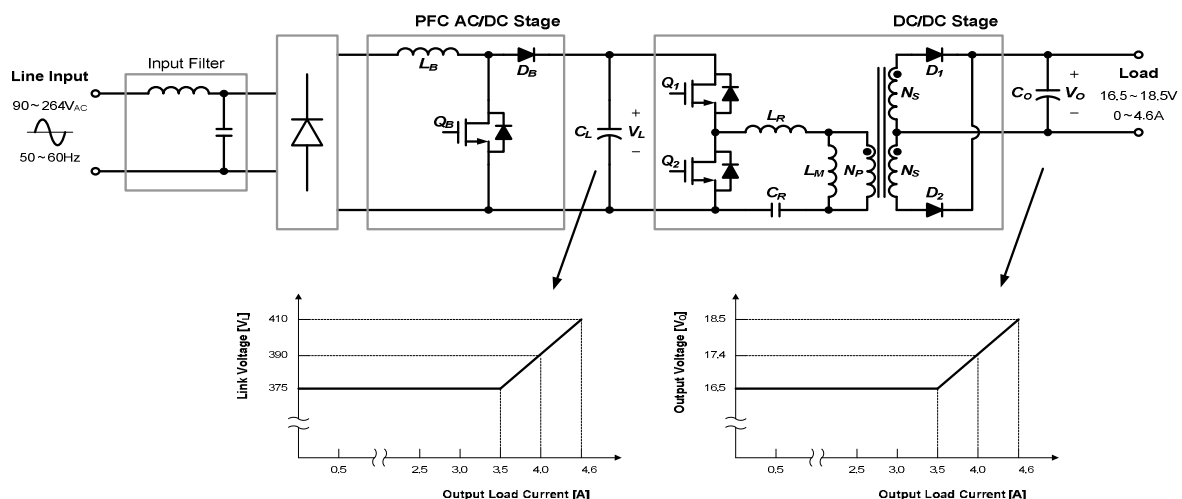 PFC AC/DC Stage
DC/DC Stage
Line Input
90~264VAC
50~60Hz
Input Filter
LB
DB
QB
CL
+
VL
−
Q1
Q2
LR
LM
CR
NP
NS
NS
D1
D2
CO
+
VO
−
Load
16.5~18.5V
0~4.6A
Link Voltage [VL]
410
390
375
0,5
2,5
3,0
3,5
4,0
4,6
Output Load Current [A]
Output Voltage [VO]
18,5
17,4
16,5
0,5
2,5
3,0
3,5
4,0
4,6
Output Load Current [A]